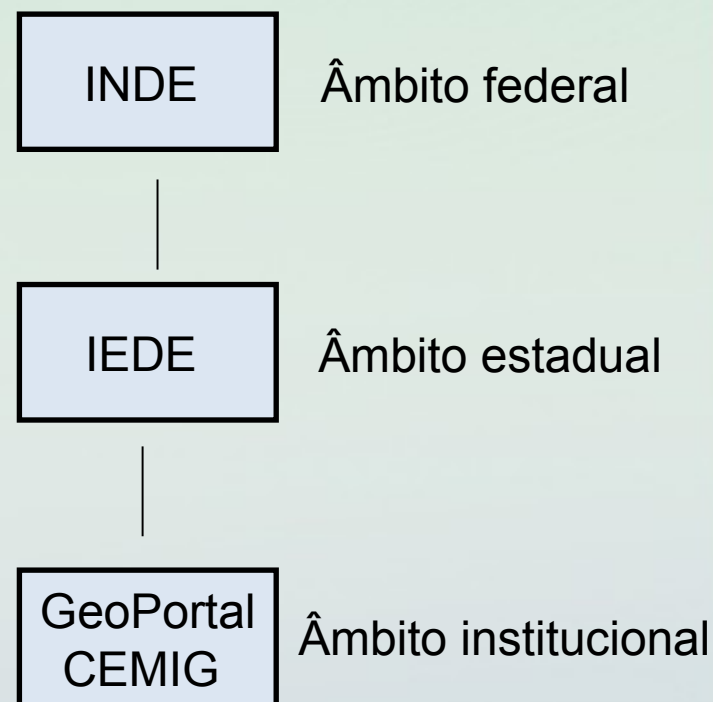 INDE Âmbito federal
IEDE Âmbito estadual
GeoPortal
CEMIG
Âmbito institucional